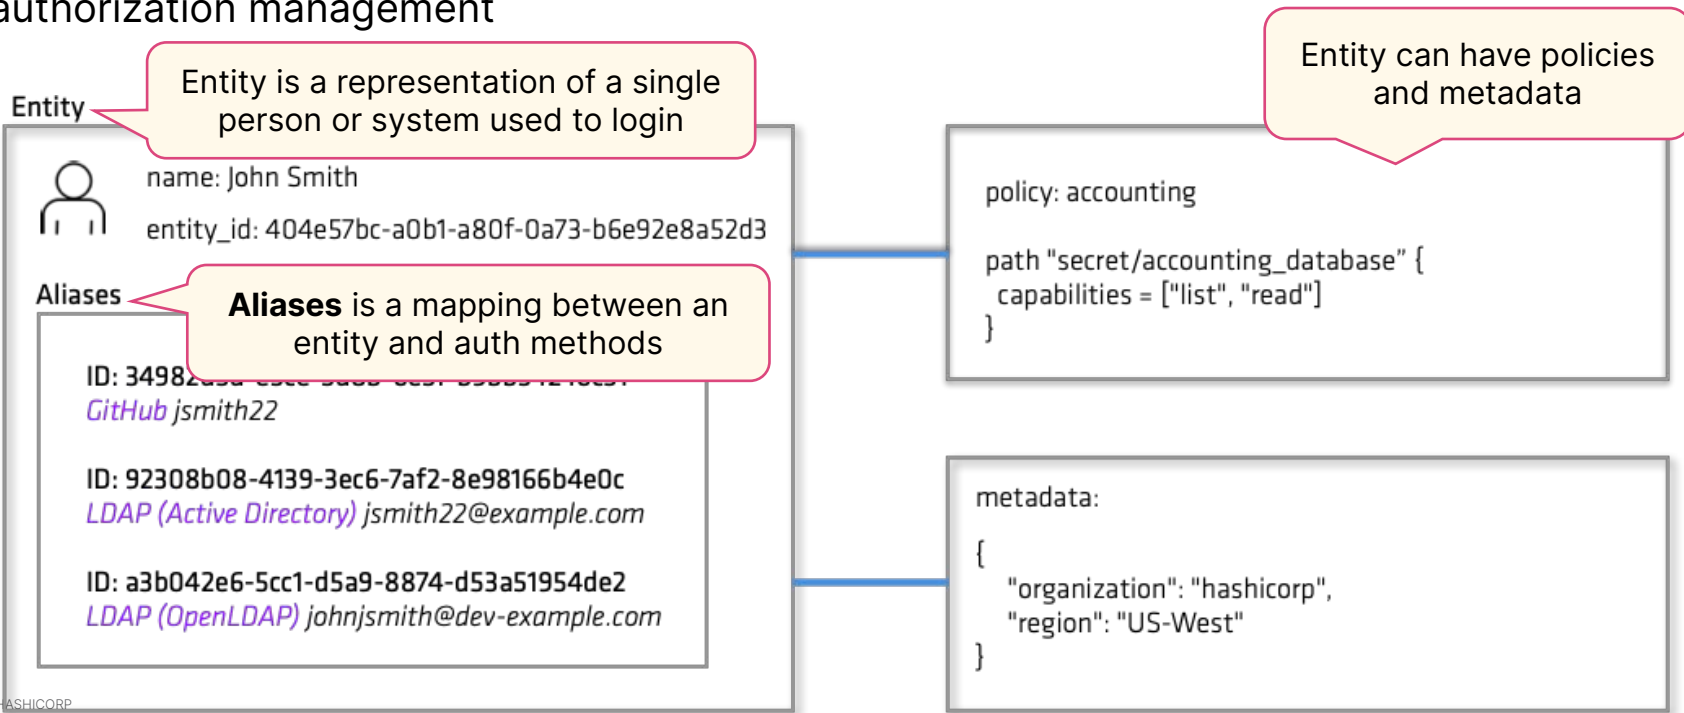 authorization management
Entity
Entity is a representation of a single
person or system used to login
name: John Smith
entity_id: 404e57bc-a0b1-a80f-0a73-b6e92e8a52d3
Aliases
Aliases is a mapping between an
entity and auth methods
ID:
GitHub jsmith22
ID: 92308b08-4139-3ec6-7af2-8e98166b4e0c
LDAP (Active Directory) jsmith22@example.com
ID: a3b042e6-5cc1-d5a9-8874-d53a51954de2
LDAP (OpenLDAP) johnjsmith@dev-example.com
Entity can have policies
and metadata
policy: accounting
path "secret/accounting_database” {
capabilities = ["list", "read"]
}
metadata:
{
"organization": "hashicorp",
"region": "US-West"
}
HASHICORP